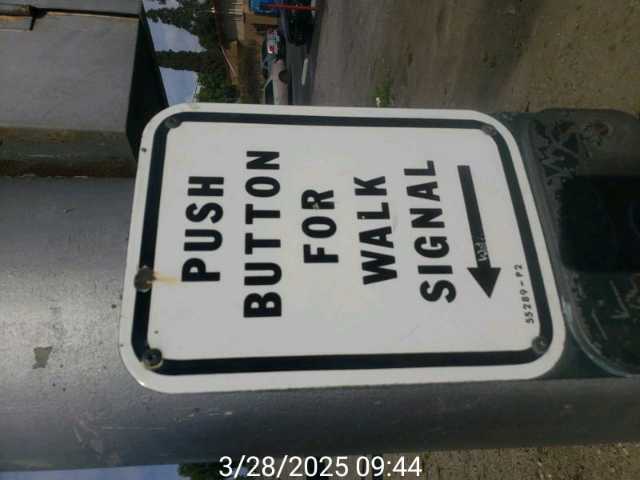 PUSH
BUTTON
FOR
WALK
SIGNAL
55289-P2
3/28/2025 09:44